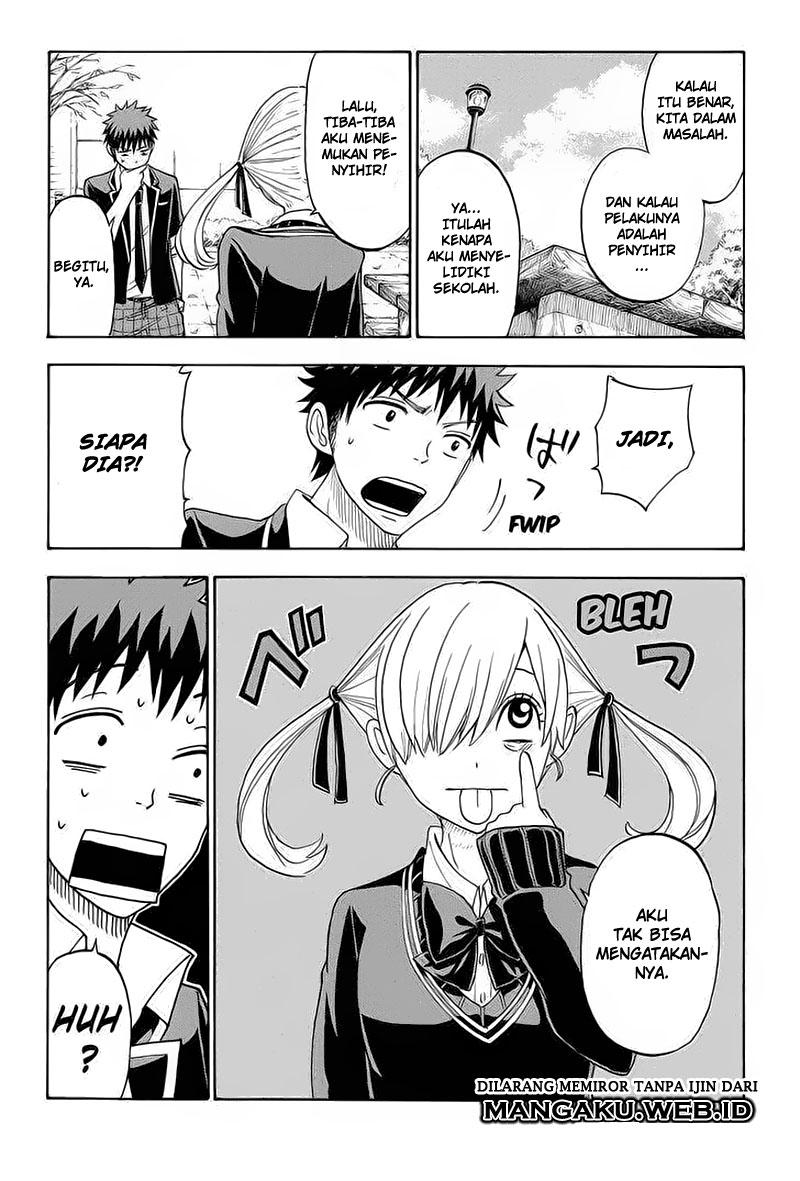 KALAU
ITU BENAR,
KITA DALAM
MASALAH.
DAN KALAU
PELAKUNYA
ADALAH
PENYIHIR
...
YA...
ITULAH
KENAPA
AKU MENYE-
LIDIKI
SEKOLAH.
LALU,
TIBA-TIBA
AKU MENE-
MUKAN PE-
NYIHIR!
BEGITU,
YA.
JADI,
ばっ
FWIP
SIAPA
DIA?!
BLEH
べっ
AKU
TAK BISA
MENGATAKAN-
NYA.
HUH
?
DILARANG MEMIROR TANPA IJIN DARI
MANGAKU.WEB.ID